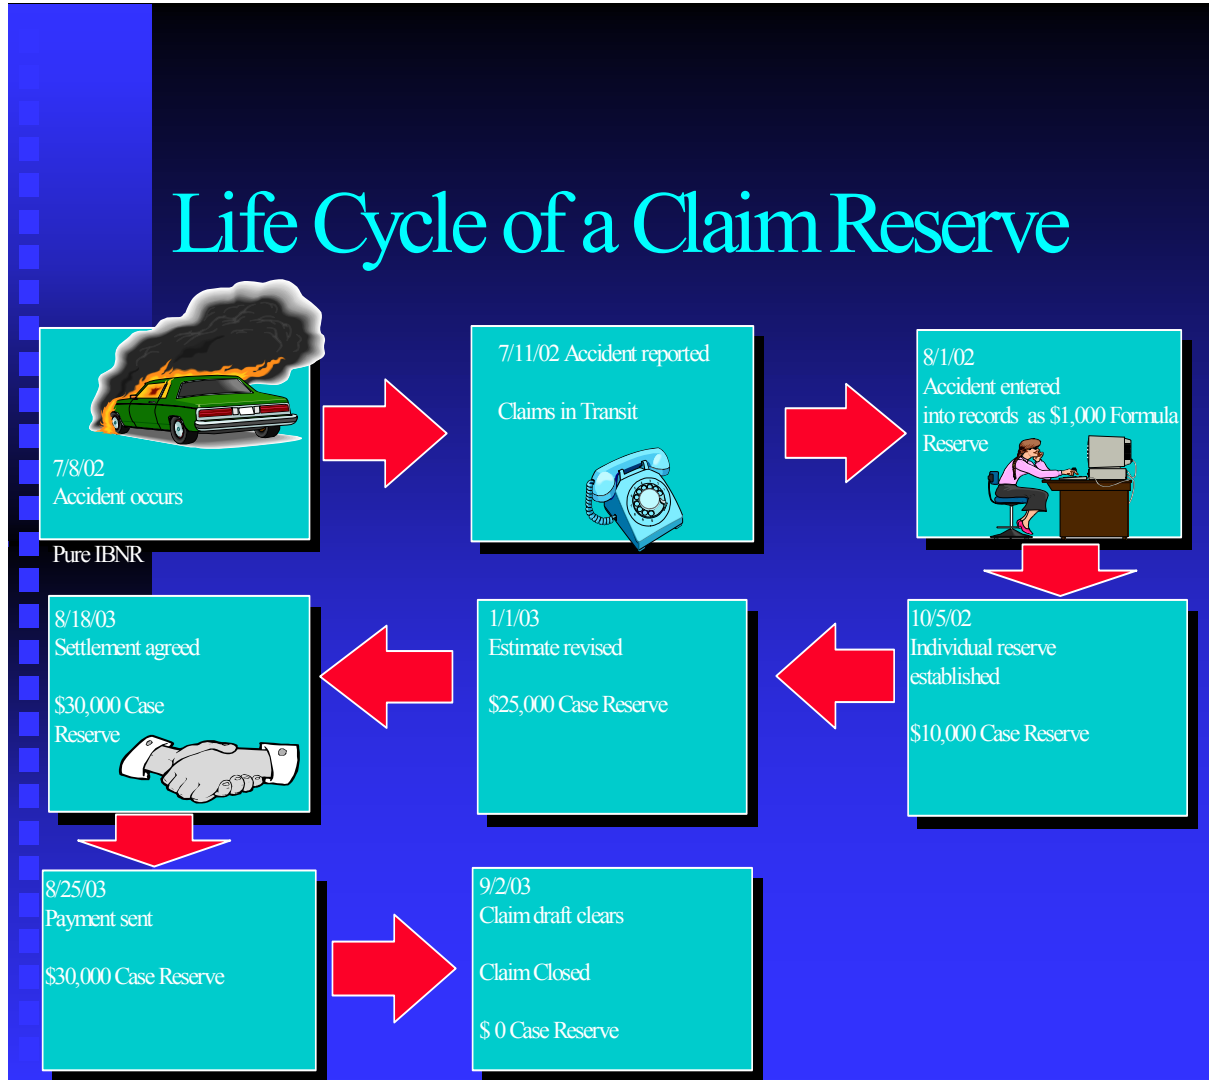 Life Cycle of a Claim Reserve
7/8/02
Accident occurs
Pure IBNR
7/11/02 Accident reported
Claims in Transit
8/1/02
Accident entered
into records as $1,000 Formula
Reserve
10/5/02
Individual reserve
established
$10,000 Case Reserve
1/1/03
Estimate revised
$25,000 Case Reserve
8/18/03
Settlement agreed
$30,000 Case
Reserve
8/25/03
Payment sent
$30,000 Case Reserve
9/2/03
Claim draft clears
Claim Closed
$ 0 Case Reserve